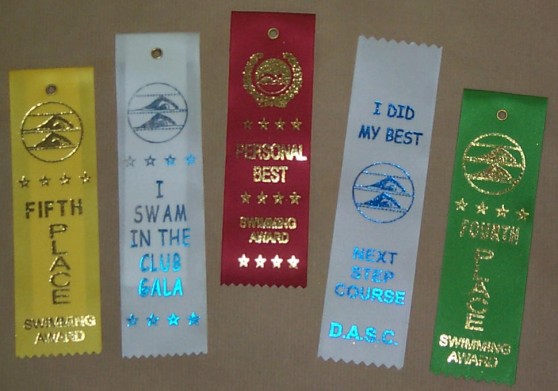 FIFTH
PLACE
SWIMMING
AWARD
I
SWAM
IN THE
CLUB
GALA
PERSONAL
BEST
SWIMMING
AWARD
I DID
MY BEST
NEXT
STEP
COURSE
D.A.S.C.
FOURTH
PLACE
SWIMMING
AWARD